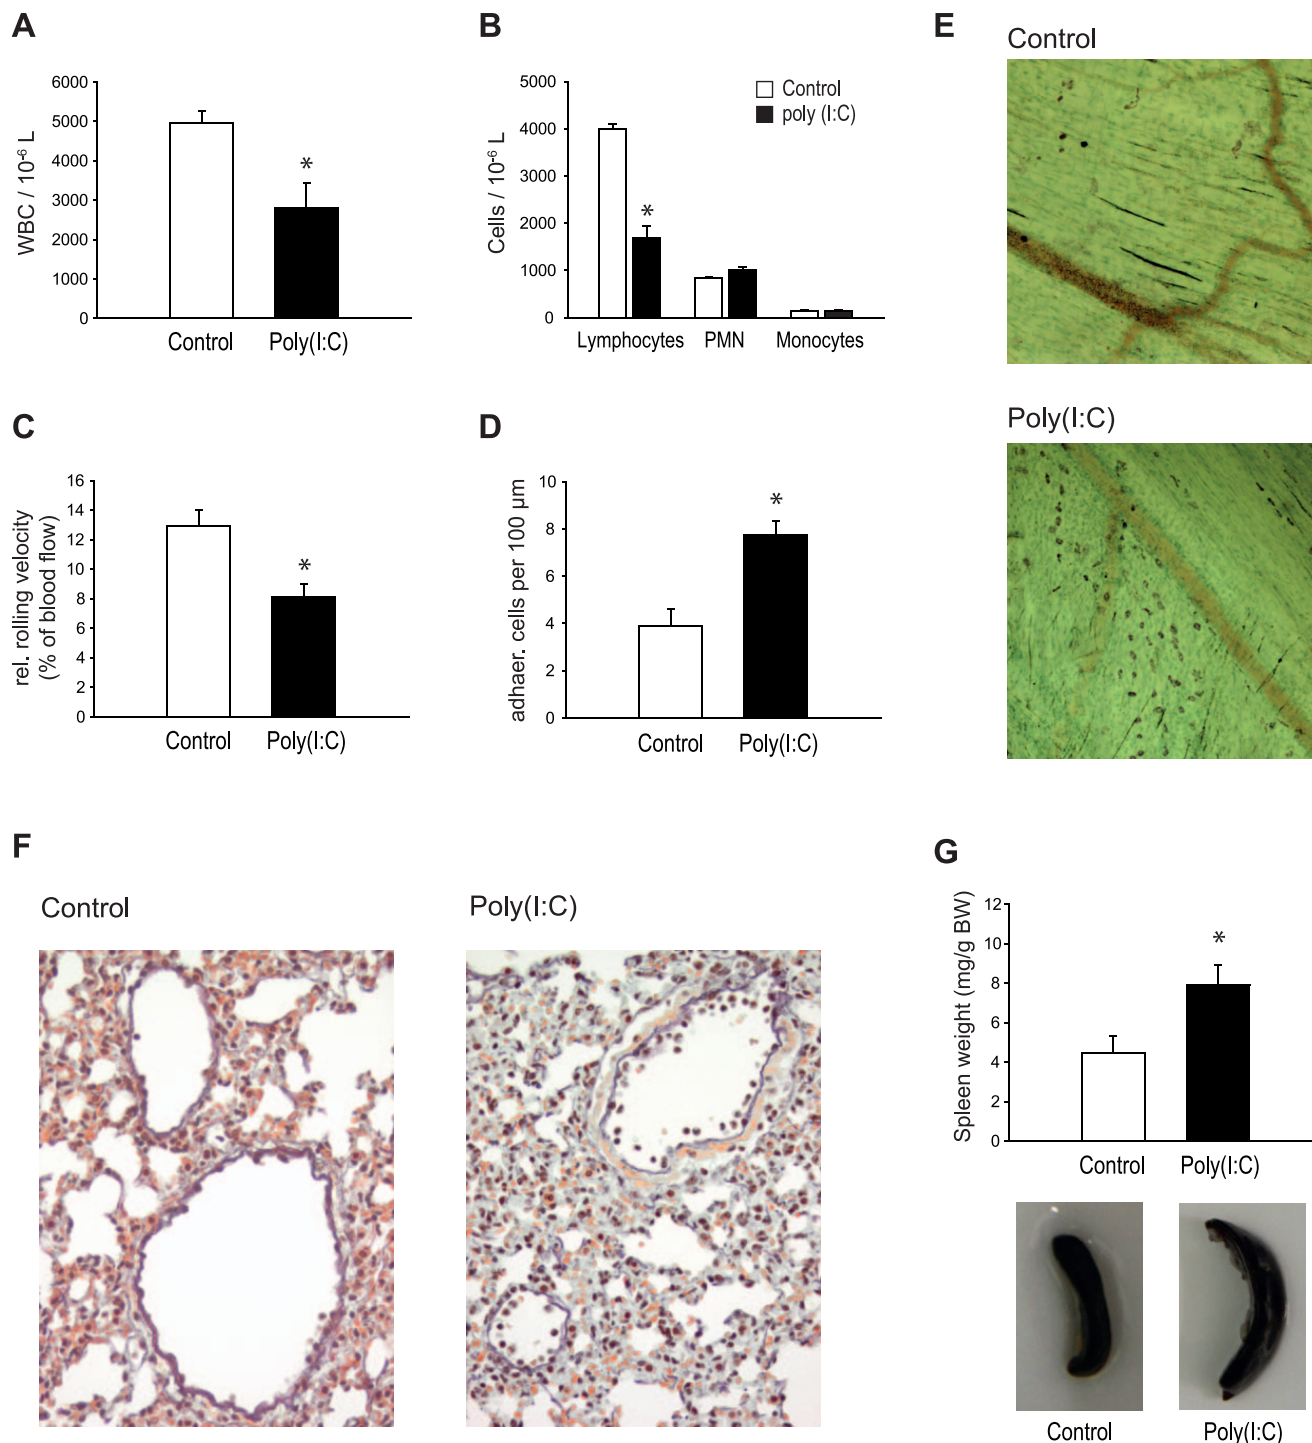 A
6000
5000
4000
3000
2000
1000
0
WBC / 10⁻⁶ L
*
Control
Poly(I:C)
B
5000
4000
3000
2000
1000
0
Cells / 10⁻⁶ L
Control
poly (I:C)
*
Lymphocytes
PMN
Monocytes
C
16
14
12
10
8
6
4
2
0
rel. rolling velocity
(% of blood flow)
*
Control
Poly(I:C)
D
10
8
6
4
2
0
adhaer. cells per 100 µm
*
Control
Poly(I:C)
E
Control
Poly(I:C)
F
Control
Poly(I:C)
G
12
10
8
6
4
2
0
Spleen weight (mg/g BW)
*
Control
Poly(I:C)
Control
Poly(I:C)